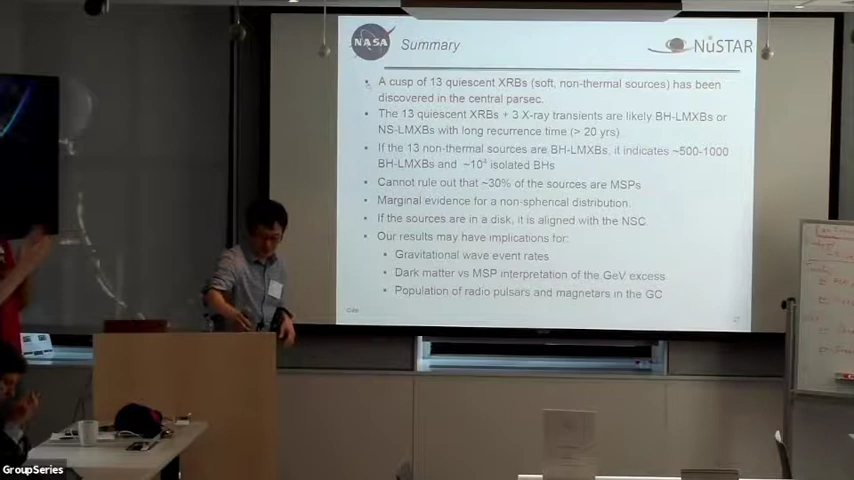 NASA
Summary
NuSTAR
• A cusp of 13 quiescent XRBs (soft, non-thermal sources) has been
discovered in the central parsec.
• The 13 quiescent XRBs + 3 X-ray transients are likely BH-LMXBs or
NS-LMXBs with long recurrence time (> 20 yrs)
• If the 13 non-thermal sources are BH-LMXBs, it indicates ~500-1000
BH-LMXBs and ~10⁴ isolated BHs
• Cannot rule out that ~30% of the sources are MSPs
• Marginal evidence for a non-spherical distribution.
• If the sources are in a disk, it is aligned with the NSC
• Our results may have implications for:
• Gravitational wave event rates
• Dark matter vs MSP interpretation of the GeV excess
• Population of radio pulsars and magnetars in the GC
GroupSeries